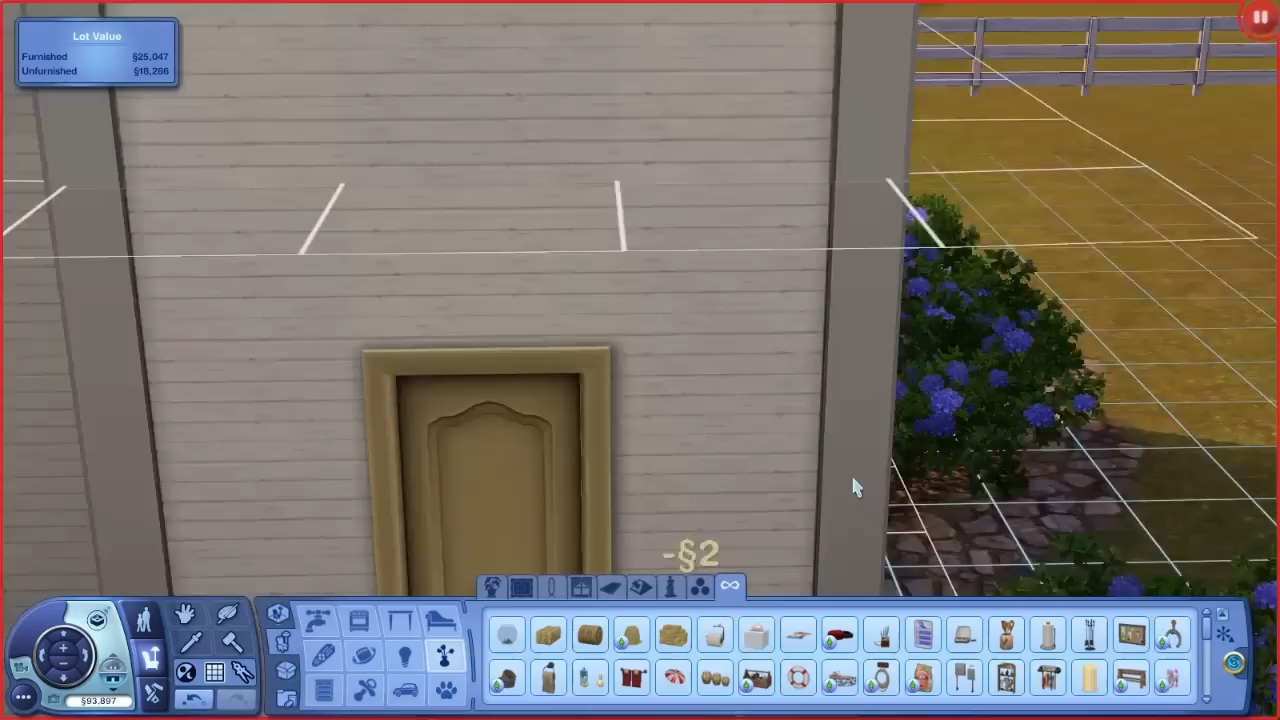 Lot Value
Furnished §25,047
Unfurnished §18,286
-§2
§93,897